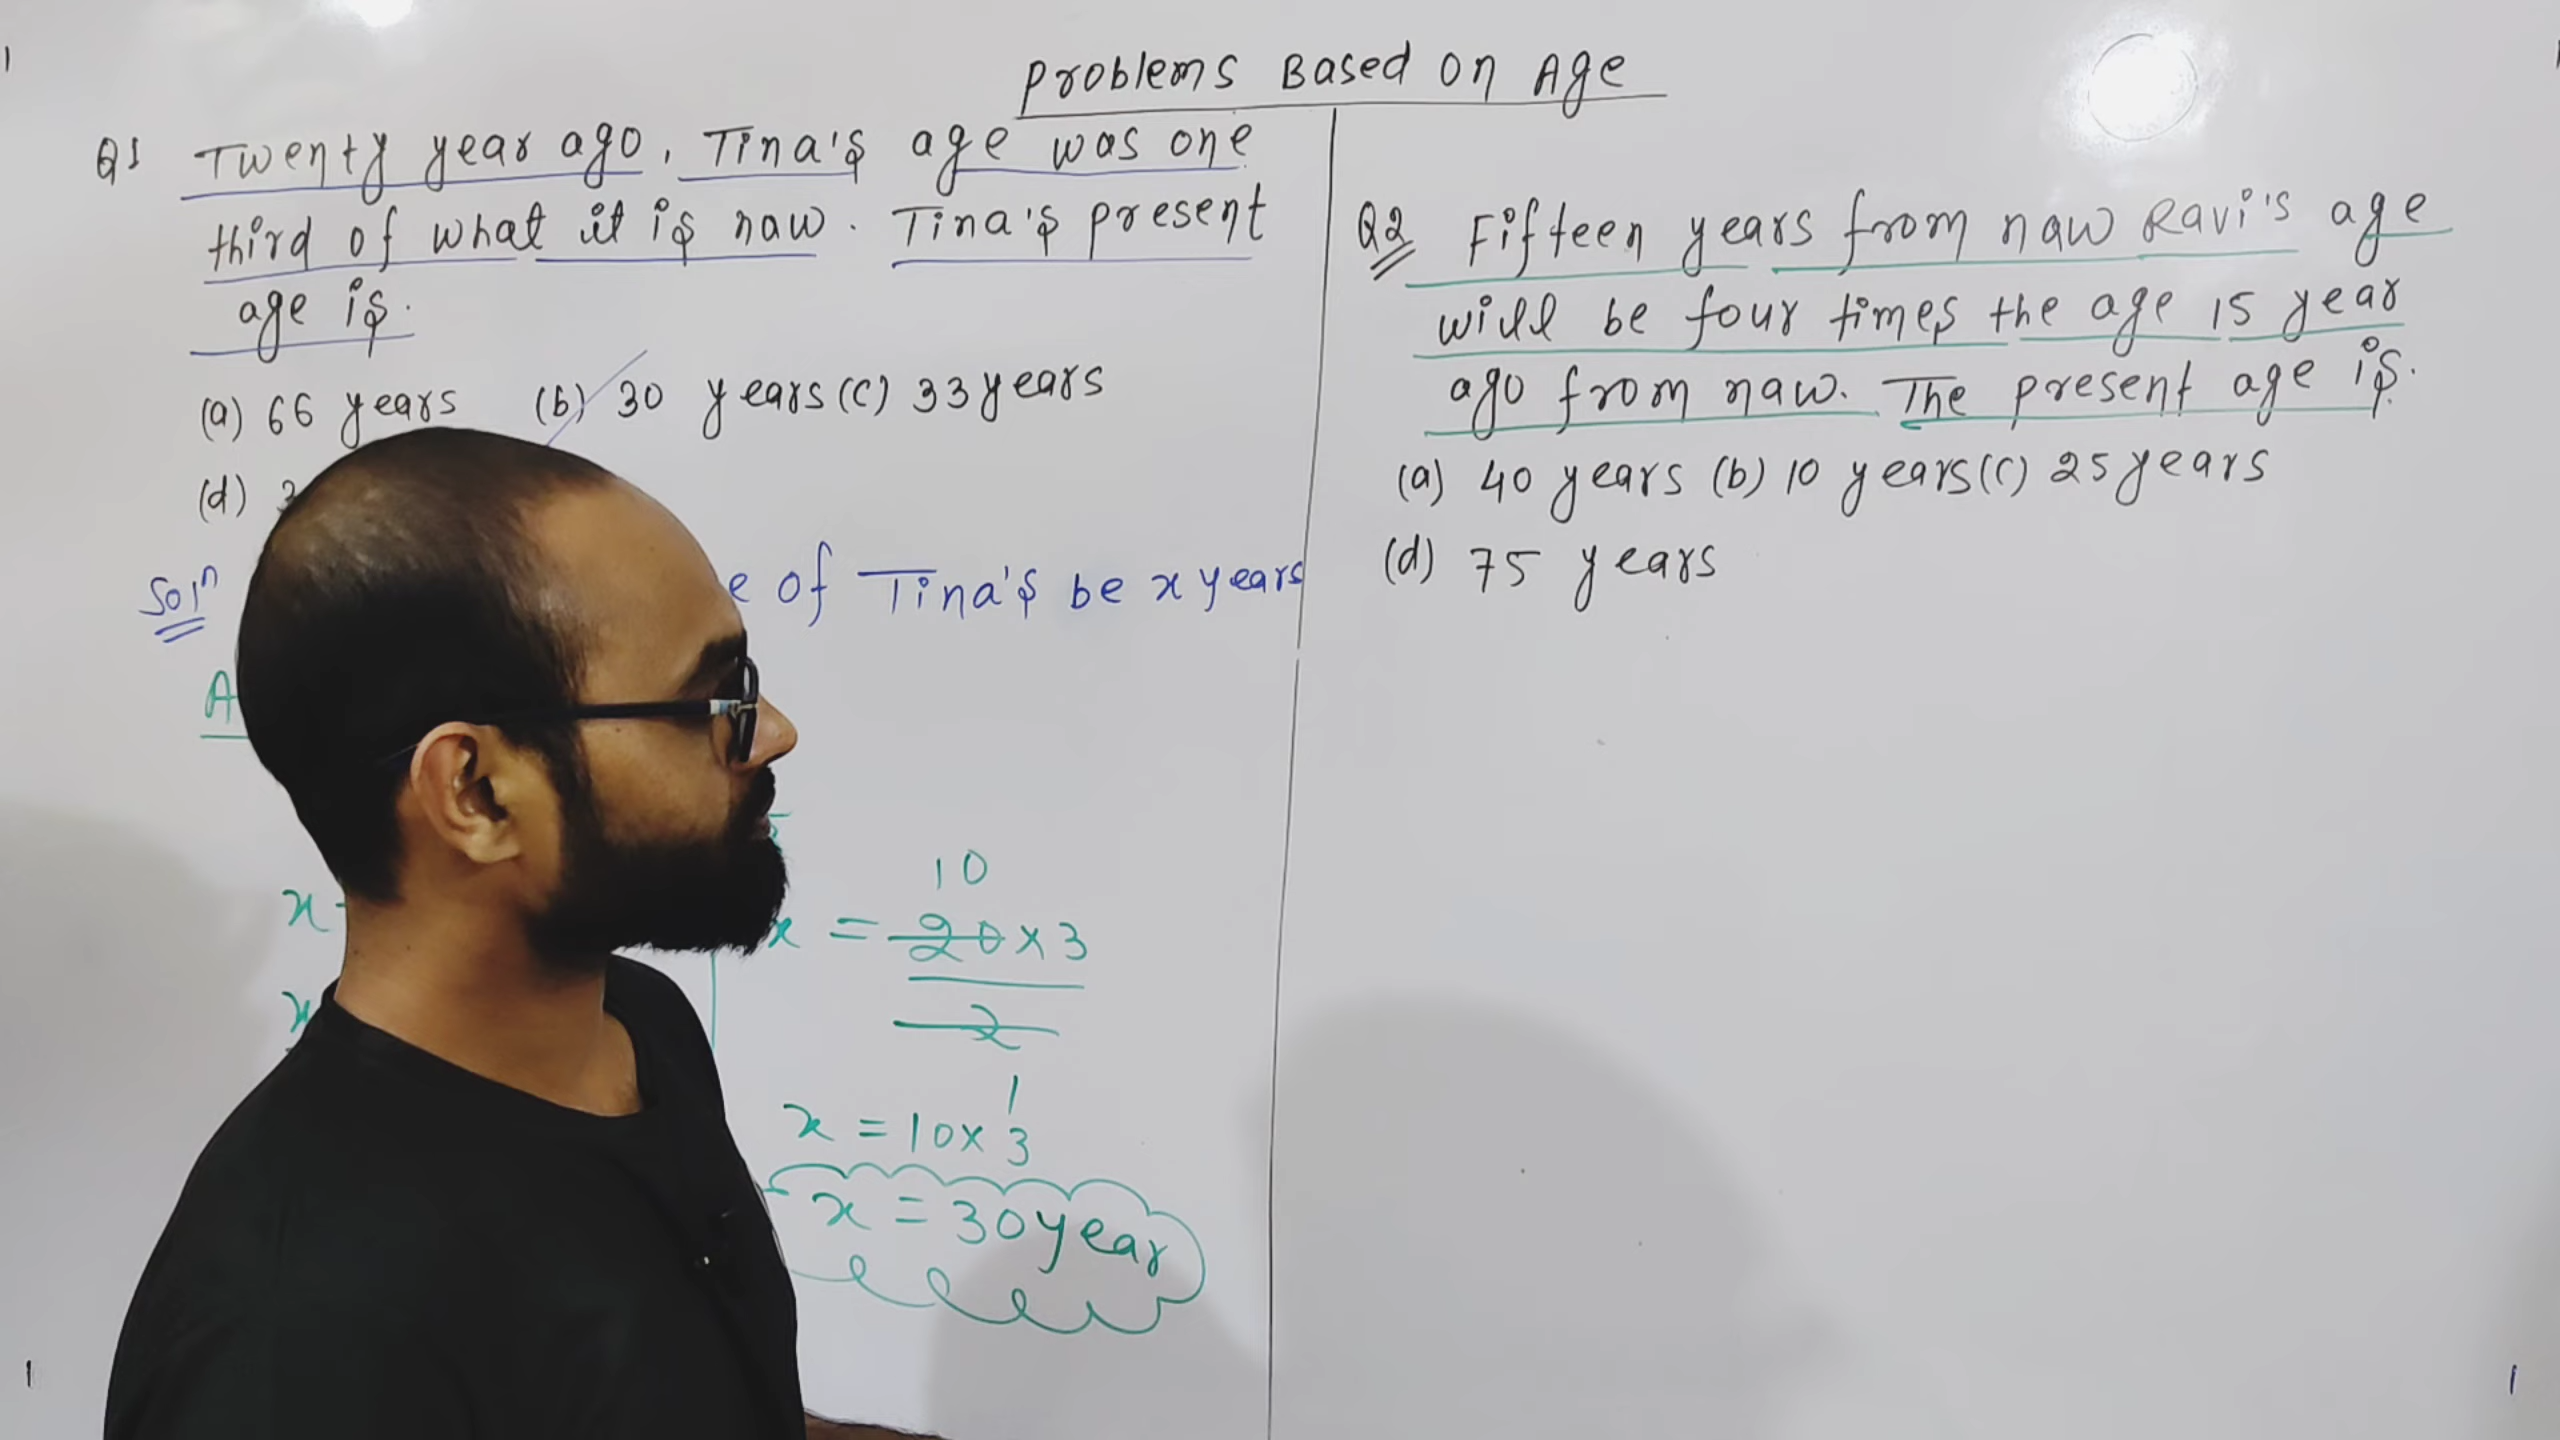 Problems Based on Age
Q1 Twenty year ago, Tina's age was one
third of what it is naw. Tina's present
age is.
(a) 66 years (b) 30 years (c) 33 years
(d)
Solⁿ of Tina's be x years
x = 20 × 3
10
2
1
x = 10 × 3
x = 30 year
Q2 Fifteen years from naw Ravi's age
will be four times the age 15 year
ago from naw. The present age is.
(a) 40 years (b) 10 years (c) 25 years
(d) 75 years